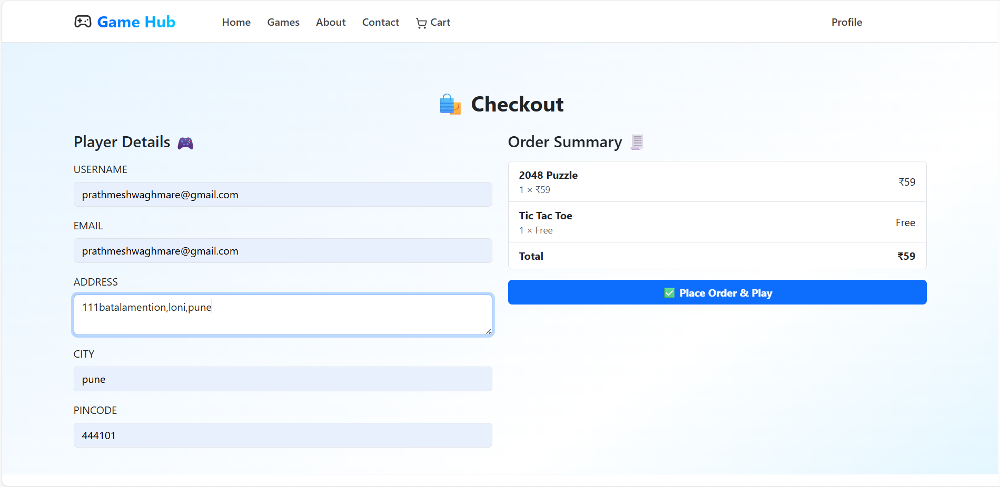 Game Hub
Home Games About Contact Cart
Profile
Checkout
Player Details
USERNAME
prathmeshwaghmare@gmail.com
EMAIL
prathmeshwaghmare@gmail.com
ADDRESS
111batalamention,loni,pune
CITY
pune
PINCODE
444101
Order Summary
2048 Puzzle
1 × ₹59
₹59
Tic Tac Toe
1 × Free
Free
Total
₹59
✅ Place Order & Play